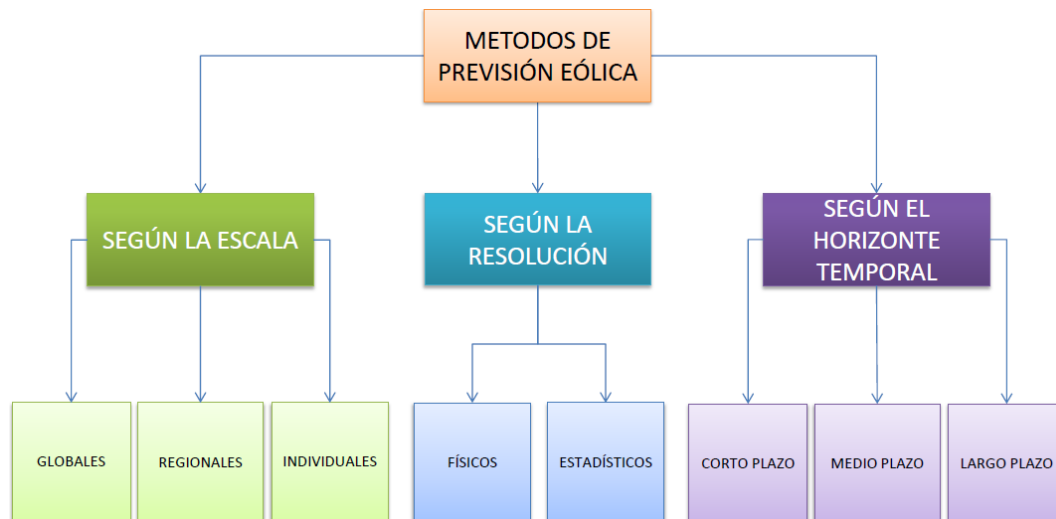 METODOS DE
PREVISIÓN EÓLICA
SEGÚN LA ESCALA
SEGÚN LA
RESOLUCIÓN
SEGÚN EL
HORIZONTE
TEMPORAL
GLOBALES
REGIONALES
INDIVIDUALES
FÍSICOS
ESTADÍSTICOS
CORTO PLAZO
MEDIO PLAZO
LARGO PLAZO